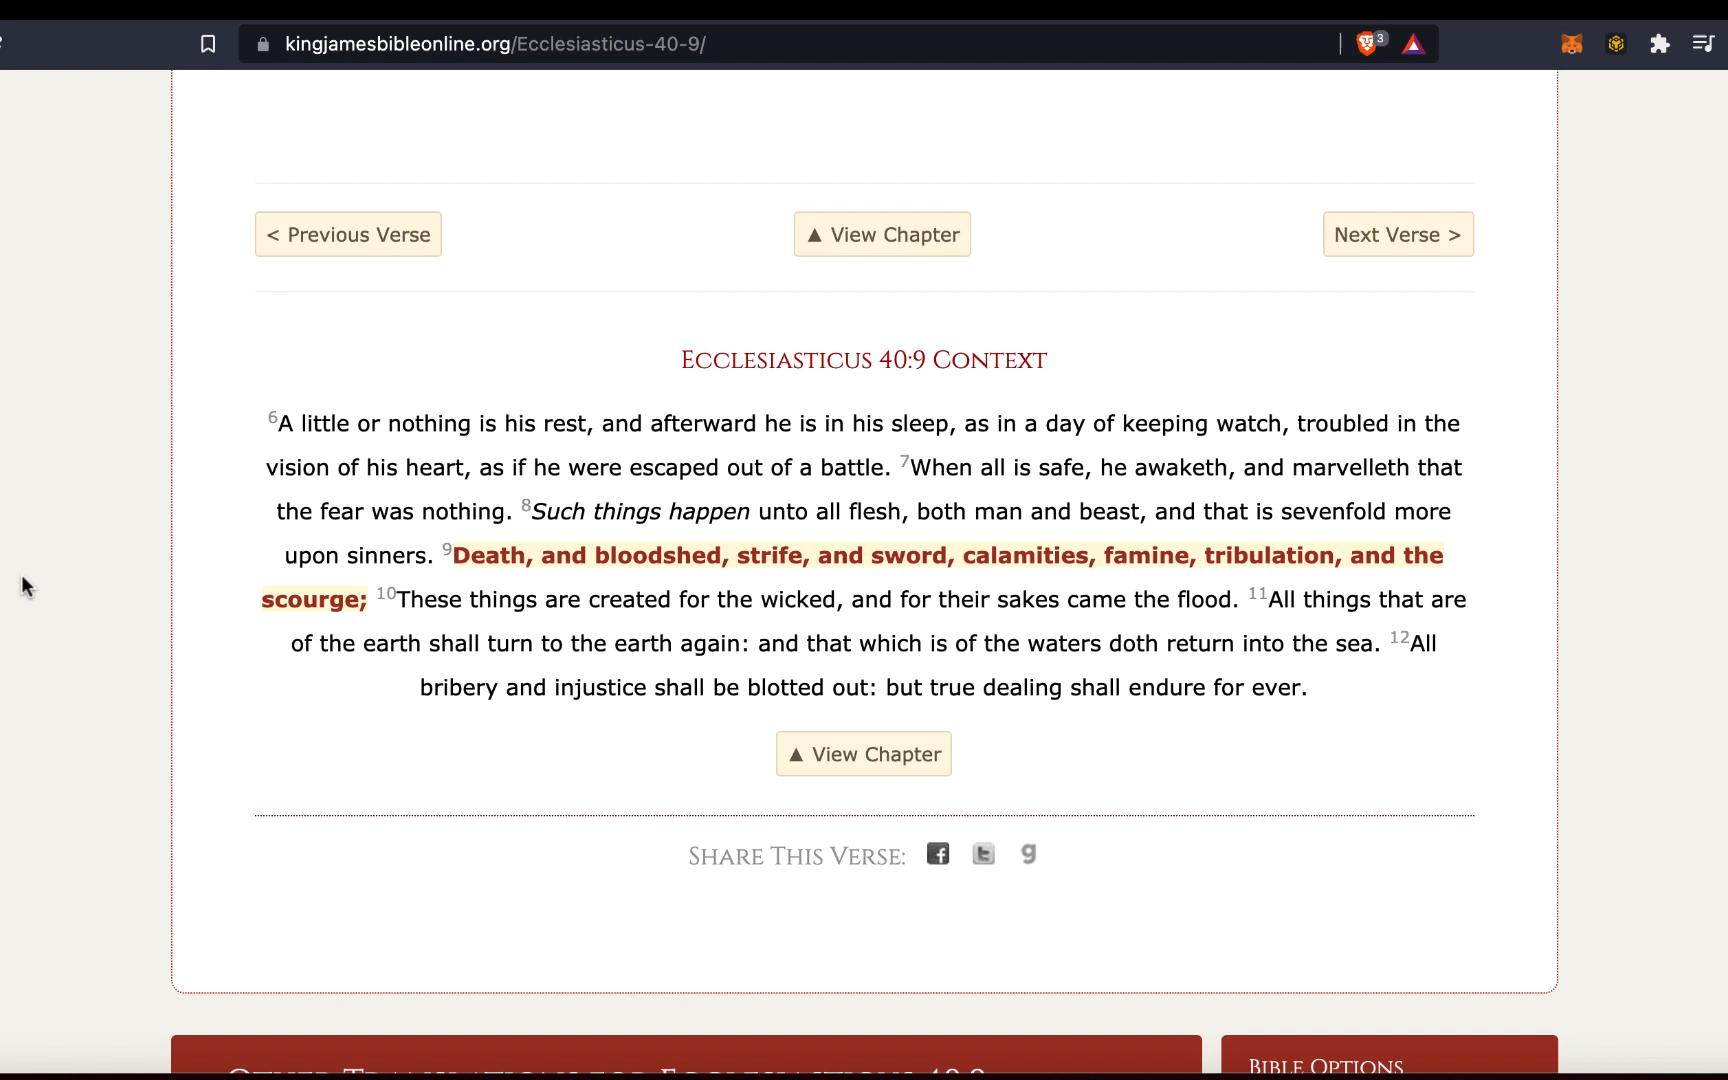 kingjamesbibleonline.org/Ecclesiasticus-40-9/
3
< Previous Verse
▲ View Chapter
Next Verse >
Ecclesiasticus 40:9 Context
6A little or nothing is his rest, and afterward he is in his sleep, as in a day of keeping watch, troubled in the
vision of his heart, as if he were escaped out of a battle. 7When all is safe, he awaketh, and marvelleth that
the fear was nothing. 8Such things happen unto all flesh, both man and beast, and that is sevenfold more
upon sinners. 9Death, and bloodshed, strife, and sword, calamities, famine, tribulation, and the
scourge; 10These things are created for the wicked, and for their sakes came the flood. 11All things that are
of the earth shall turn to the earth again: and that which is of the waters doth return into the sea. 12All
bribery and injustice shall be blotted out: but true dealing shall endure for ever.
▲ View Chapter
Share This Verse:
Other Translations for Ecclesiasticus 40:9
Bible Options